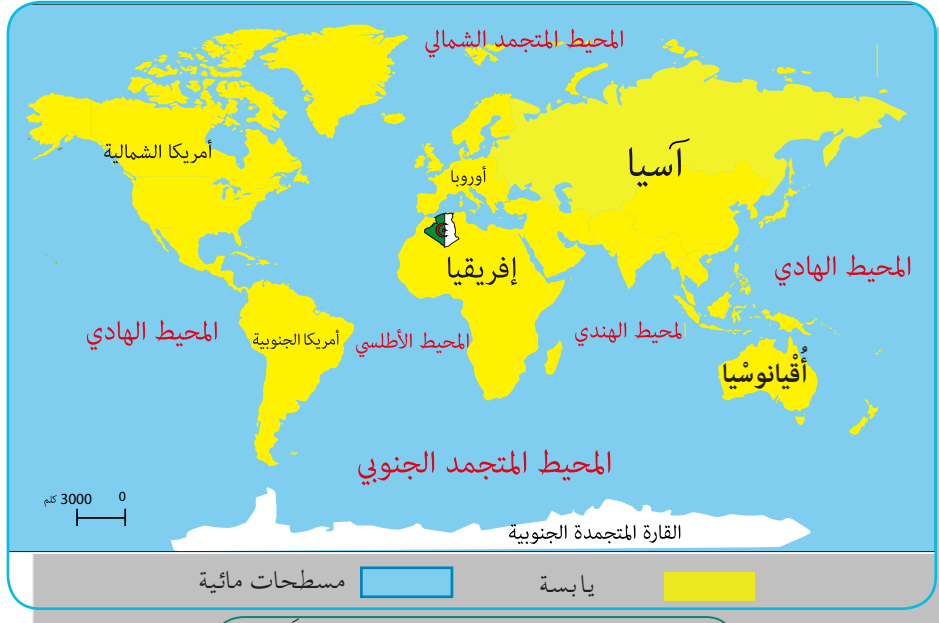 المحيط المتجمد الشمالي
أمريكا الشمالية
أوروبا
آسيا
إفريقيا
المحيط الهادي
المحيط الهادي
أمريكا الجنوبية
المحيط الأطلسي
لمحيط الهندي
أُقْيانوسْيا
المحيط المتجمد الجنوبي
0 3000 كلم
القارة المتجمدة الجنوبية
يابسة
مسطحات مائية